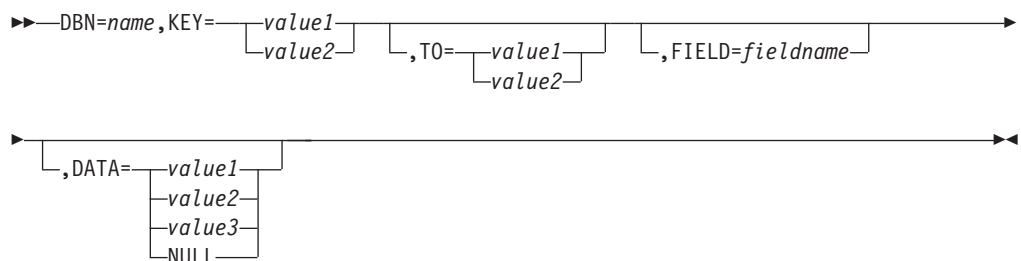 DBN=name,KEY=value1
value2
,TO=value1
value2
,FIELD=fieldname
,DATA=value1
value2
value3
NULL